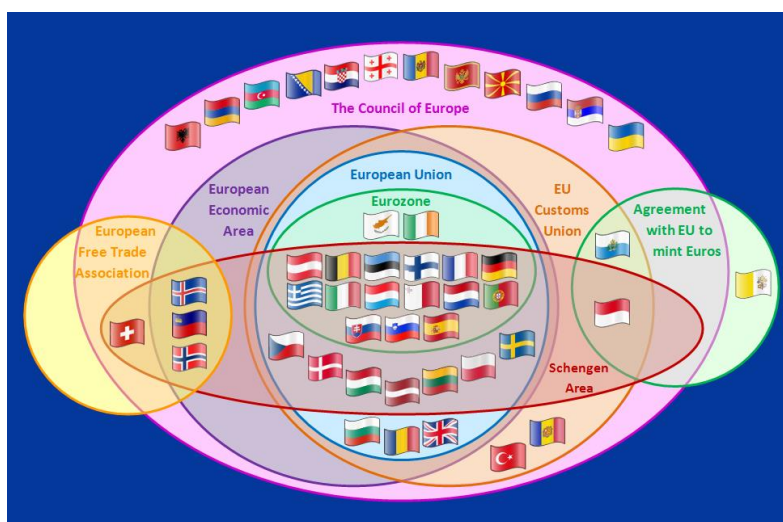 The Council of Europe
European Union
European
Economic
Area
EU
Customs
Union
Eurozone
Agreement
with EU to
mint Euros
European
Free Trade
Association
Schengen
Area